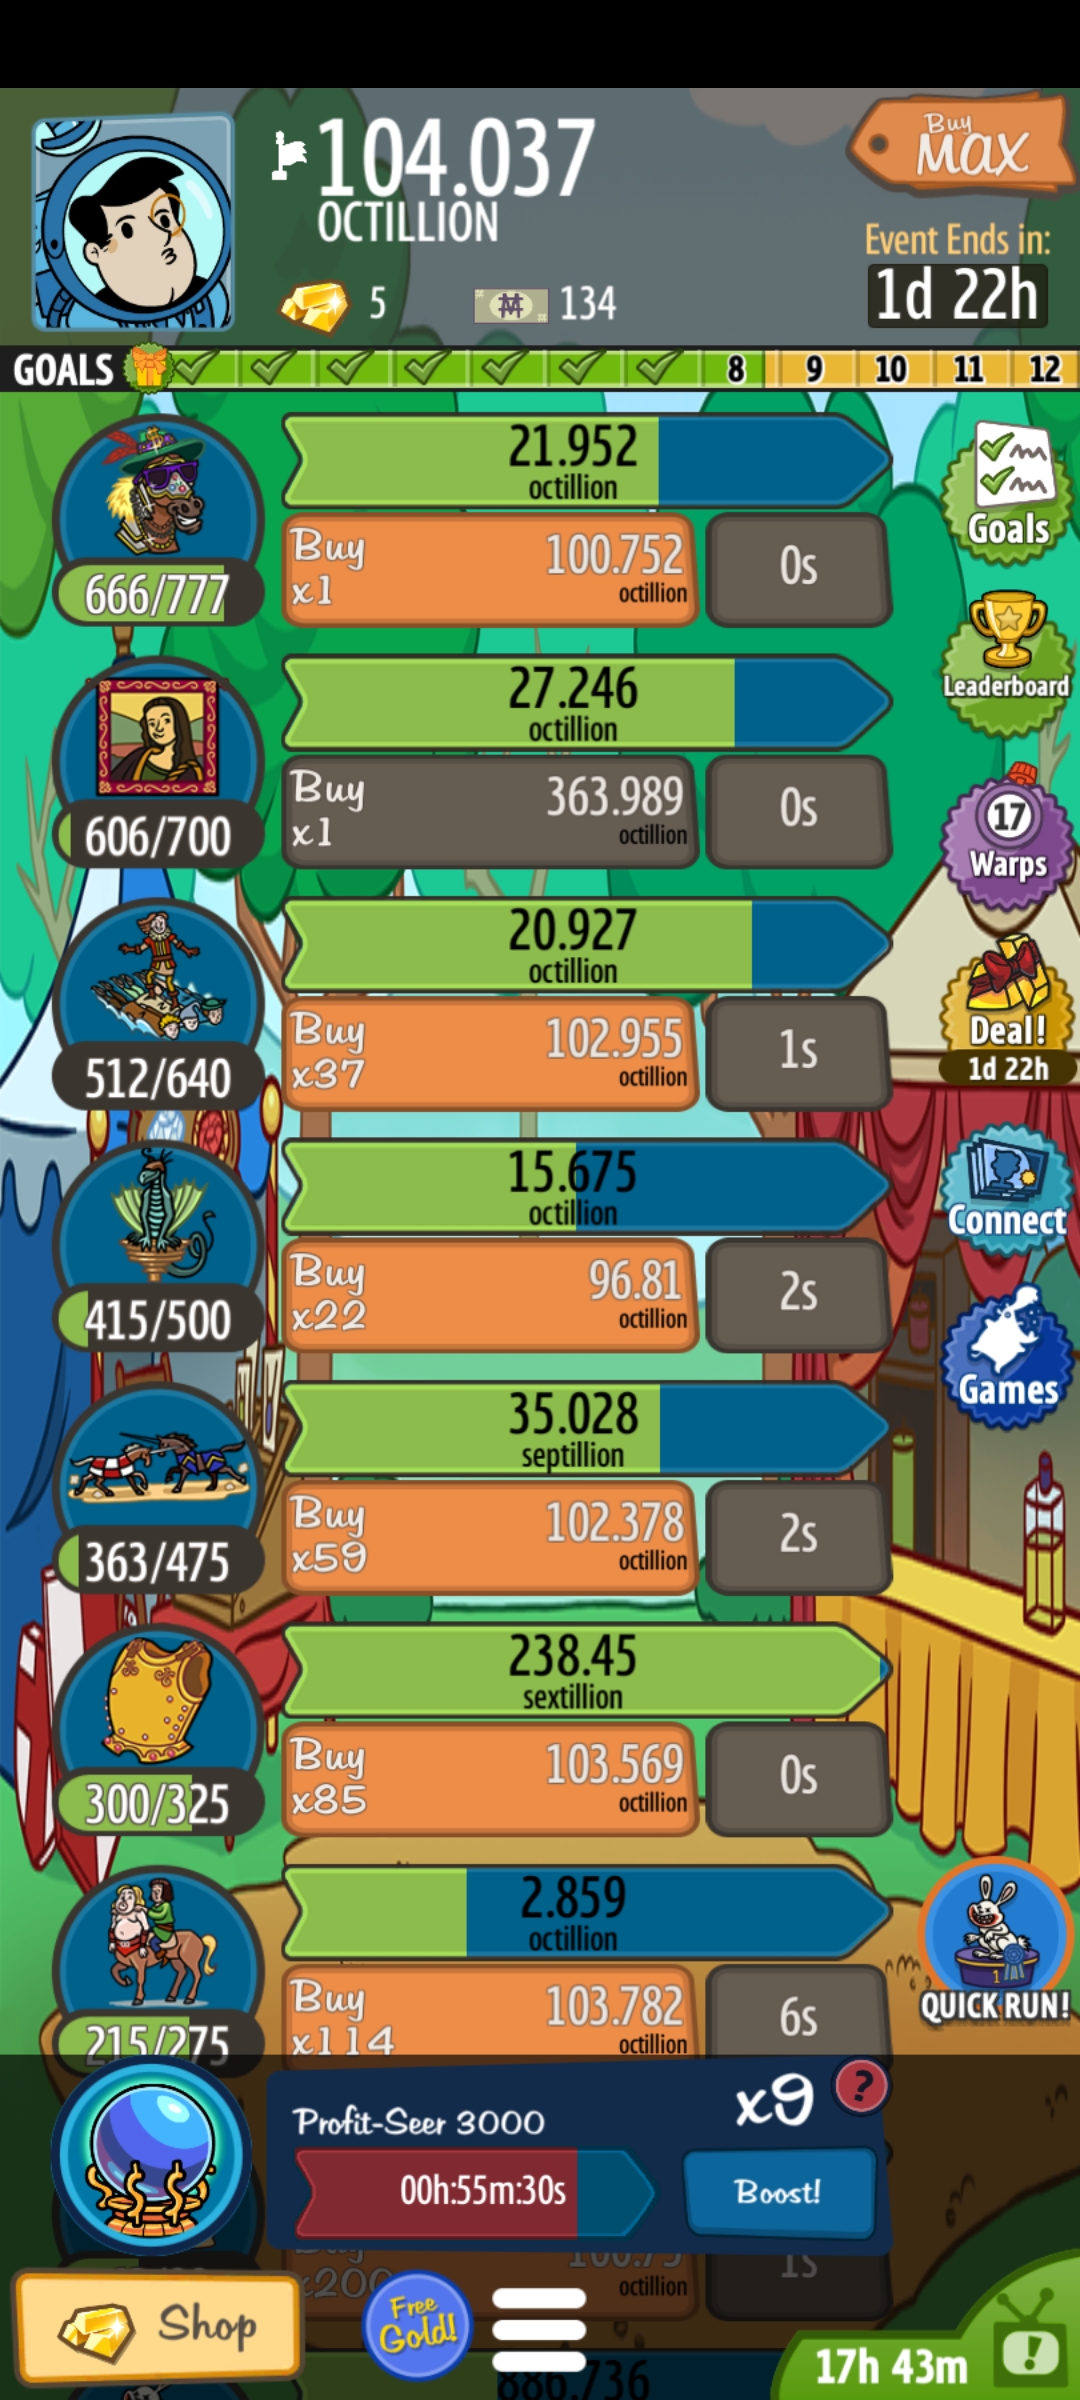 104.037
OCTILLION
Buy
MAX
5
134
Event Ends in:
1d 22h
GOALS
8
9
10
11
12
21.952
octillion
Buy
x1
100.752
octillion
0s
666/777
Goals
27.246
octillion
Leaderboard
Buy
x1
363.989
octillion
0s
606/700
17
Warps
20.927
octillion
Buy
x37
102.955
octillion
1s
512/640
Deal!
1d 22h
15.675
octillion
Connect
Buy
x22
96.81
octillion
2s
415/500
Games
35.028
septillion
Buy
x59
102.378
octillion
2s
363/475
238.45
sextillion
Buy
x85
103.569
octillion
0s
300/325
2.859
octillion
Buy
x114
103.782
octillion
6s
215/275
1
QUICK RUN!
Profit-Seer 3000
x9
?
00h:55m:30s
Boost!
Buy
x200
100.75
octillion
1s
Shop
Free
Gold!
886.736
17h 43m
!